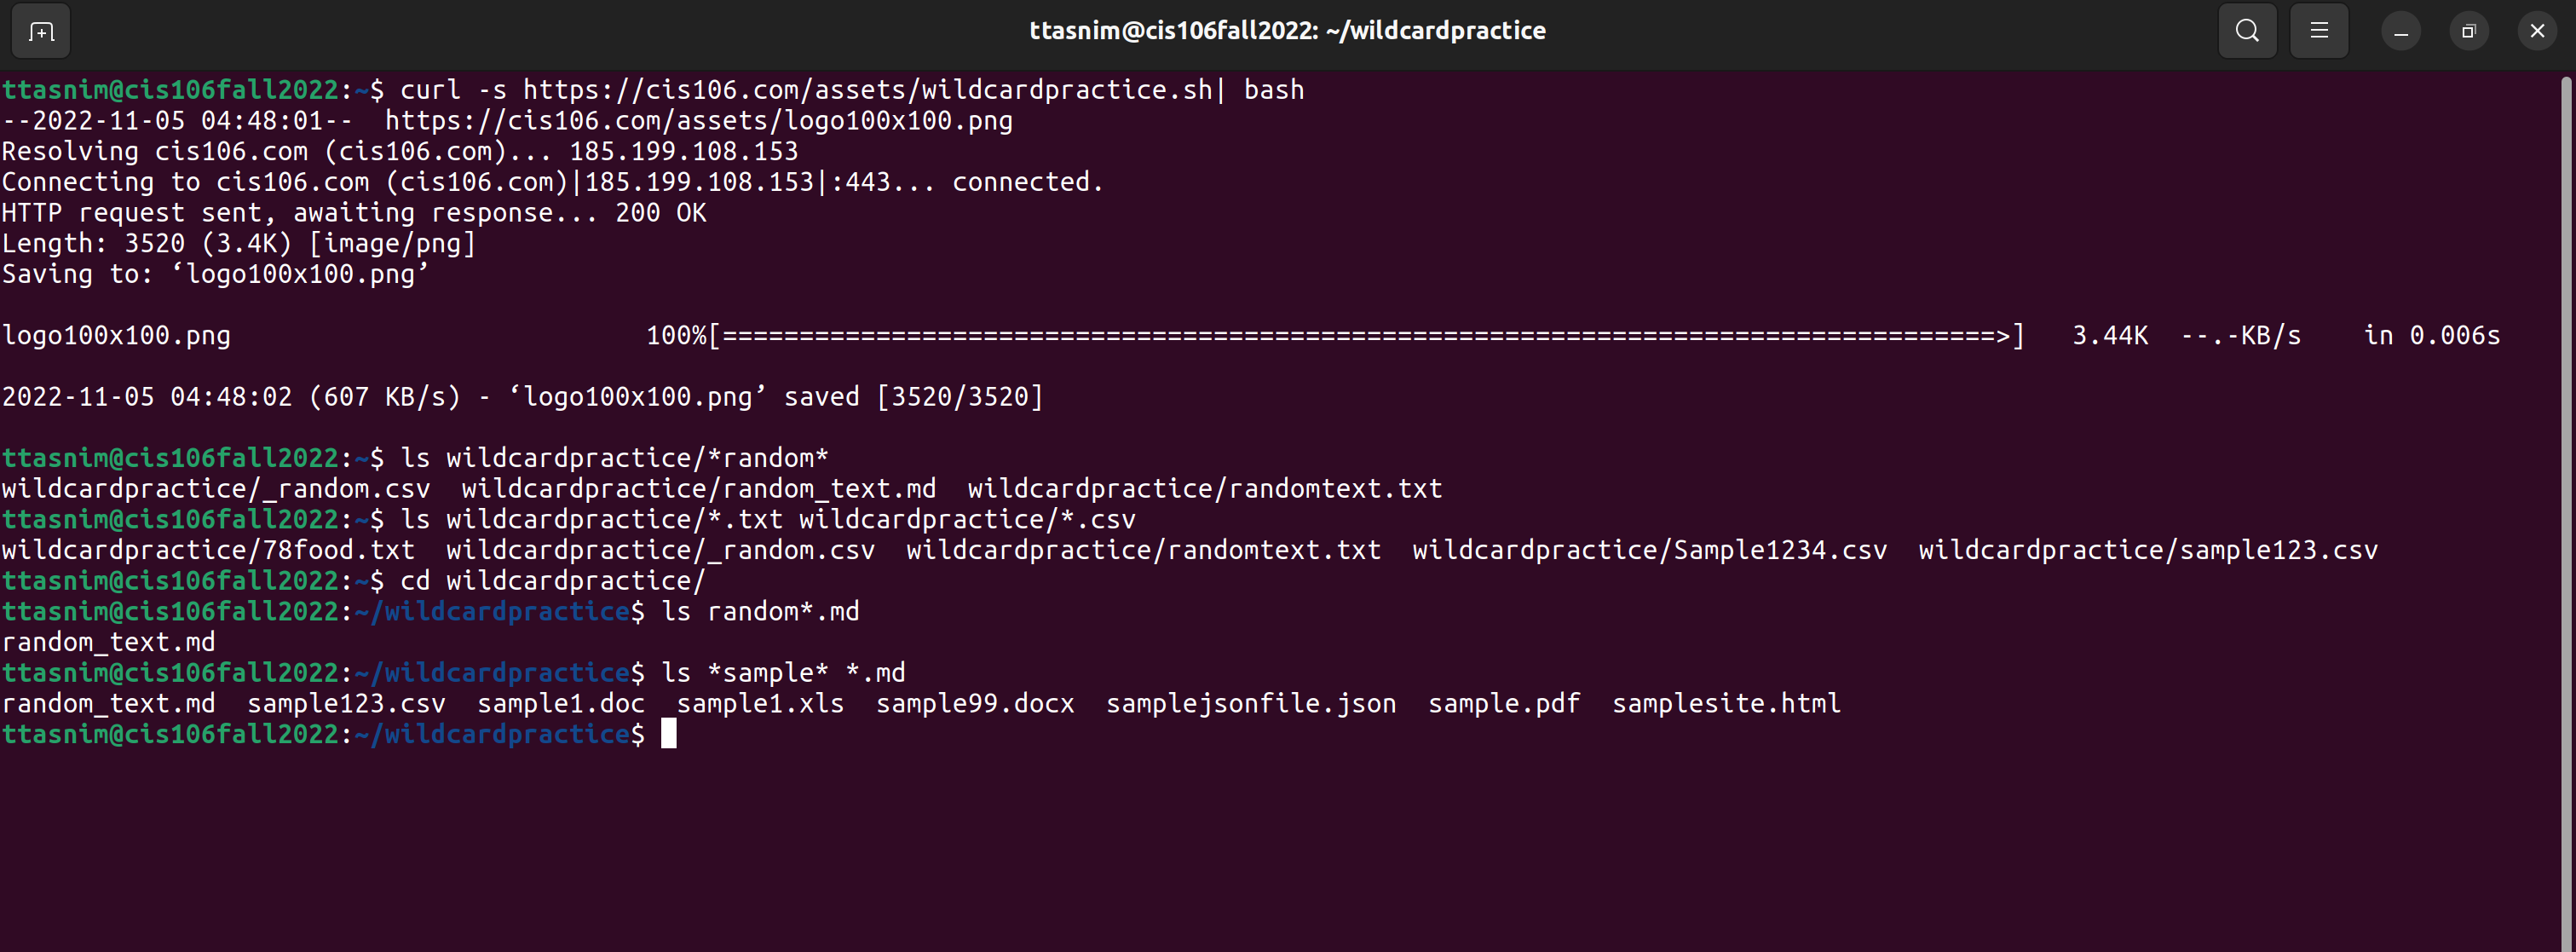 ttasnim@cis106fall2022: ~/wildcardpractice
ttasnim@cis106fall2022:~$ curl -s https://cis106.com/assets/wildcardpractice.sh| bash
--2022-11-05 04:48:01--  https://cis106.com/assets/logo100x100.png
Resolving cis106.com (cis106.com)... 185.199.108.153
Connecting to cis106.com (cis106.com)|185.199.108.153|:443... connected.
HTTP request sent, awaiting response... 200 OK
Length: 3520 (3.4K) [image/png]
Saving to: ‘logo100x100.png’
logo100x100.png                           100%[===================================================================================>]   3.44K  --.-KB/s    in 0.006s
2022-11-05 04:48:02 (607 KB/s) - ‘logo100x100.png’ saved [3520/3520]
ttasnim@cis106fall2022:~$ ls wildcardpractice/*random*
wildcardpractice/_random.csv  wildcardpractice/random_text.md  wildcardpractice/randomtext.txt
ttasnim@cis106fall2022:~$ ls wildcardpractice/*.txt wildcardpractice/*.csv
wildcardpractice/78food.txt  wildcardpractice/_random.csv  wildcardpractice/randomtext.txt  wildcardpractice/Sample1234.csv  wildcardpractice/sample123.csv
ttasnim@cis106fall2022:~$ cd wildcardpractice/
ttasnim@cis106fall2022:~/wildcardpractice$ ls random*.md
random_text.md
ttasnim@cis106fall2022:~/wildcardpractice$ ls *sample* *.md
random_text.md  sample123.csv  sample1.doc  sample1.xls  sample99.docx  samplejsonfile.json  sample.pdf  samplesite.html
ttasnim@cis106fall2022:~/wildcardpractice$